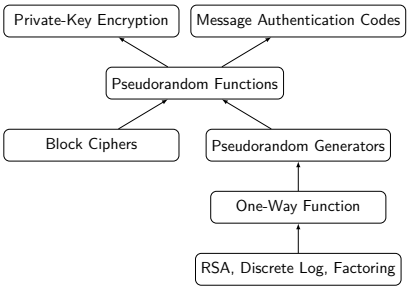 Private-Key Encryption
Message Authentication Codes
Pseudorandom Functions
Block Ciphers
Pseudorandom Generators
One-Way Function
RSA, Discrete Log, Factoring